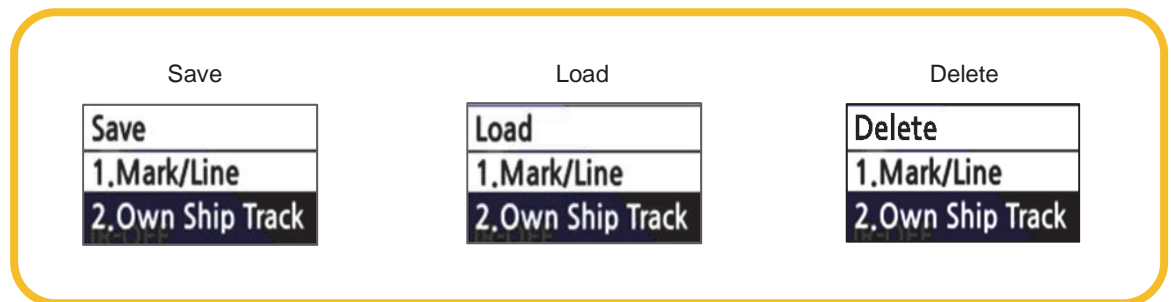 Save
Load
Delete
Save
1.Mark/Line
2.Own Ship Track
Load
1.Mark/Line
2.Own Ship Track
Delete
1.Mark/Line
2.Own Ship Track